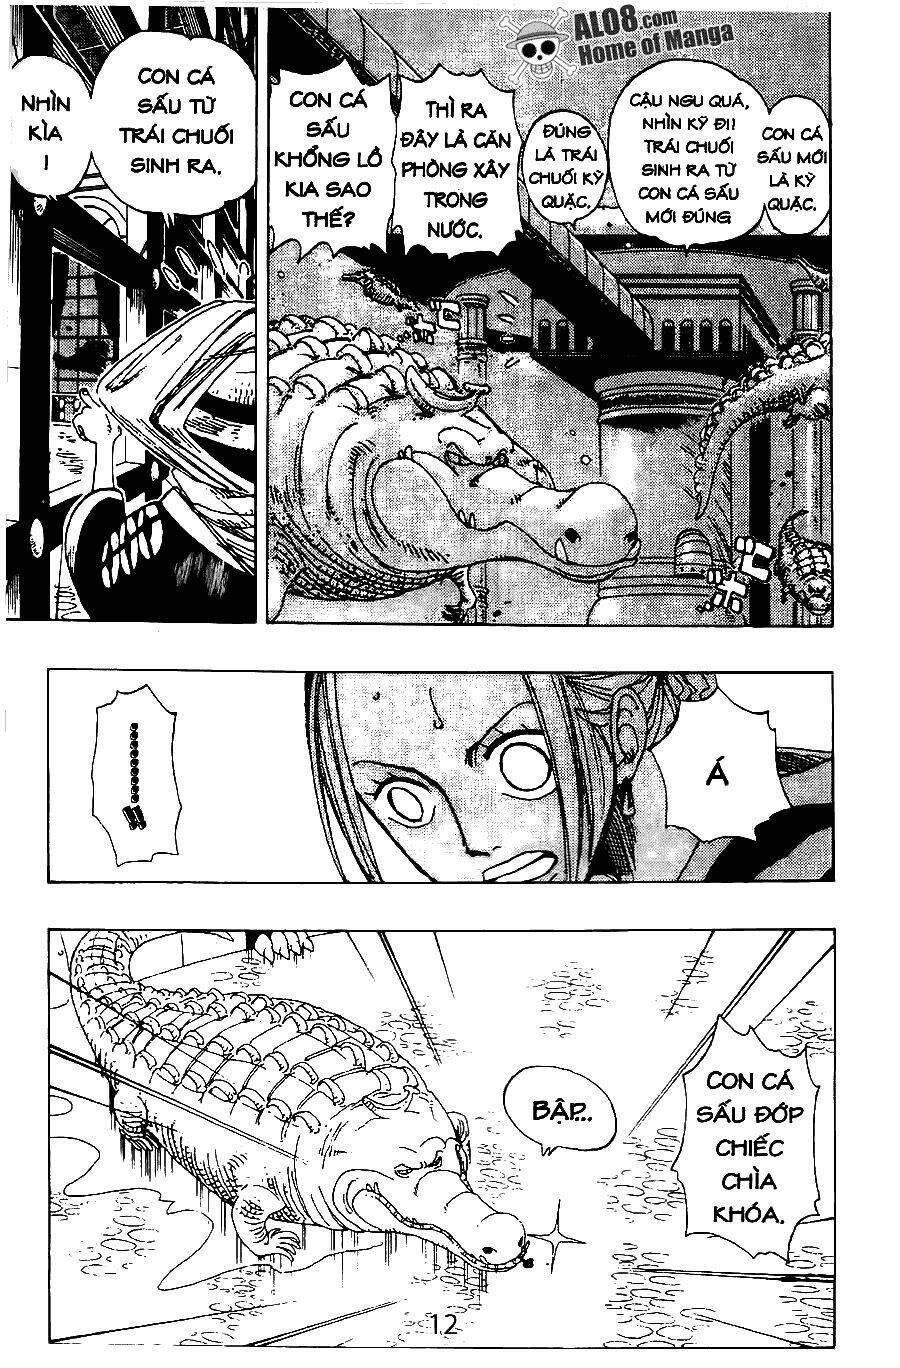 ALO8.com
Home of Manga
CON CÁ
SẤU MỚI
LÀ KỲ
QUẶC.
CẬU NGU QUÁ,
NHÌN KỸ ĐI!
TRÁI CHUỐI
SINH RA TỪ
CON CÁ SẤU
MỚI ĐÚNG
ĐÚNG
LÀ TRÁI
CHUỐI KỲ
QUẶC.
THÌ RA
ĐÂY LÀ CĂN
PHÒNG XÂY
TRONG
NƯỚC.
CON CÁ
SẤU
KHỔNG LỒ
KIA SAO
THẾ?
CON CÁ
SẤU TỪ
TRÁI CHUỐI
SINH RA.
NHÌN
KÌA
!
Á
..........!!
CON CÁ
SẤU ĐỚP
CHIẾC
CHÌA
KHÓA.
BẬP...
12